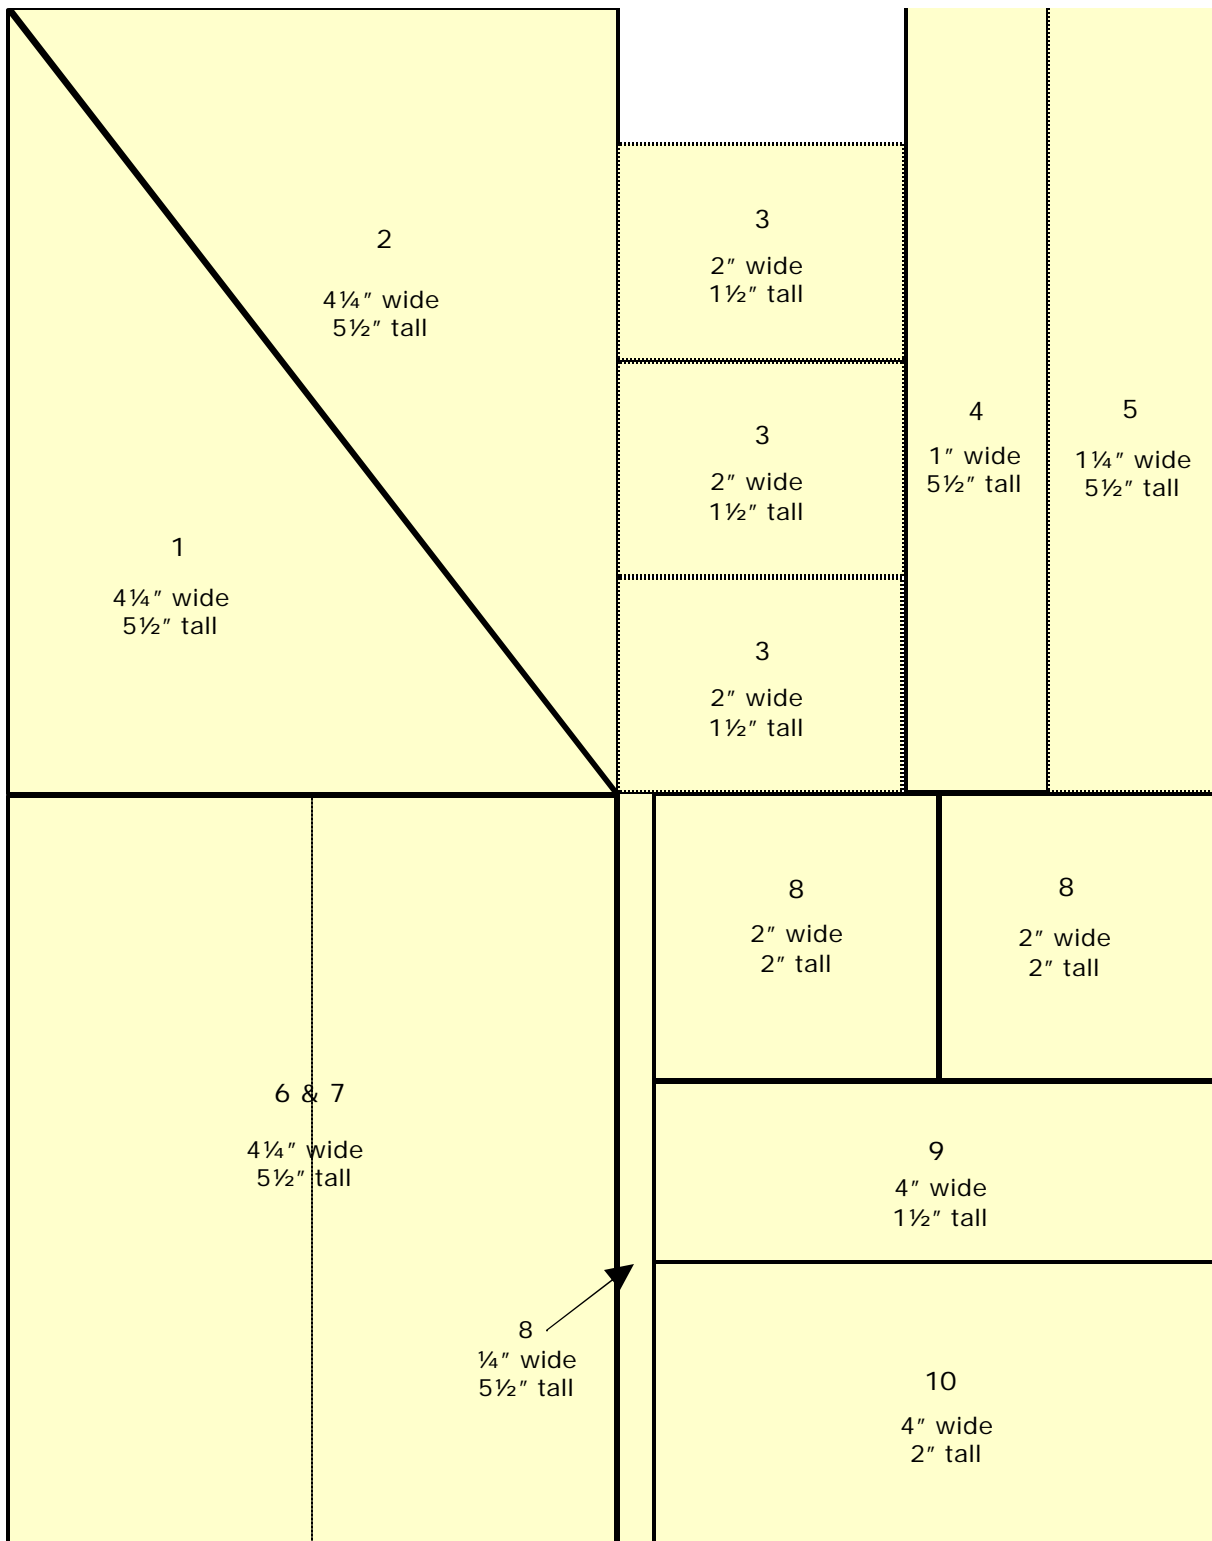 2
4¼″ wide
5½″ tall
1
4¼″ wide
5½″ tall
3
2″ wide
1½″ tall
3
2″ wide
1½″ tall
3
2″ wide
1½″ tall
4
1″ wide
5½″ tall
5
1¼″ wide
5½″ tall
6 & 7
4¼″ wide
5½″ tall
8
¼″ wide
5½″ tall
8
2″ wide
2″ tall
8
2″ wide
2″ tall
9
4″ wide
1½″ tall
10
4″ wide
2″ tall